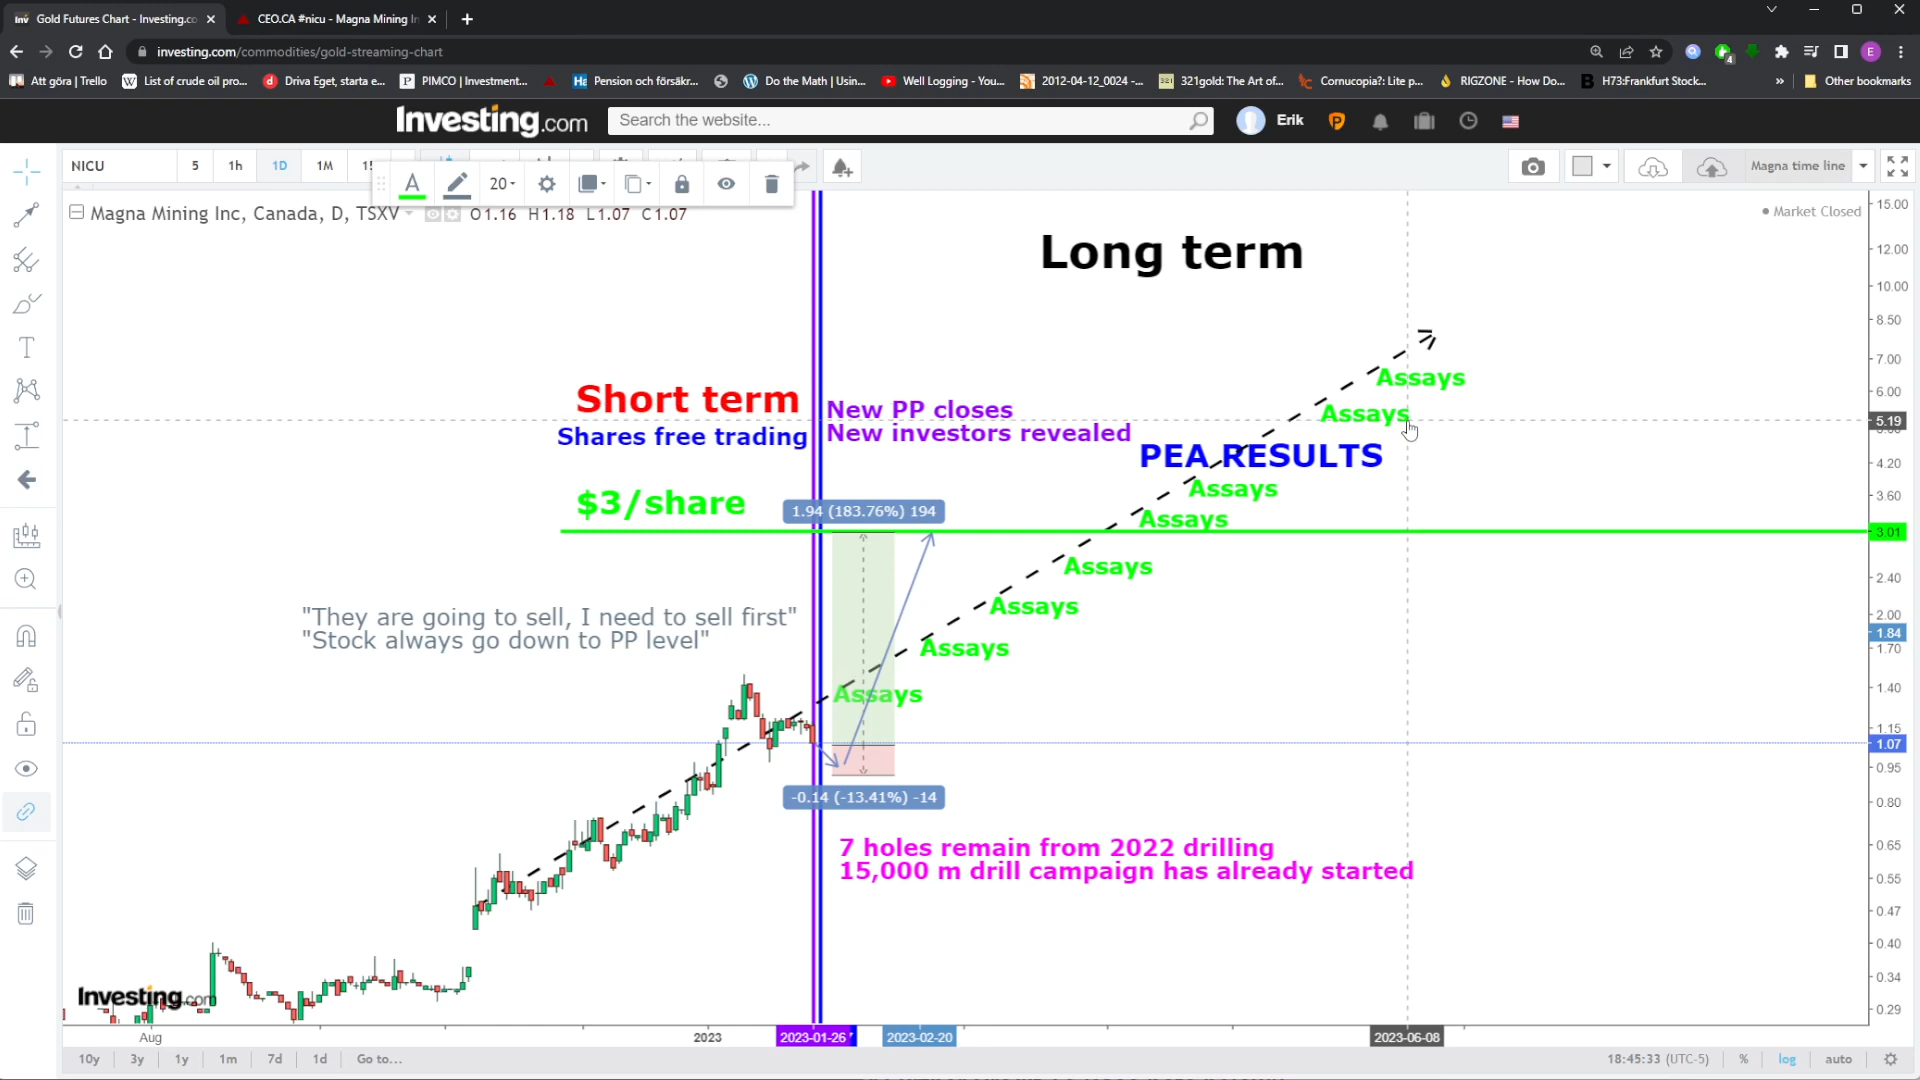 Gold Futures Chart - Investing.co
CEO.CA #nicu - Magna Mining In
investing.com/commodities/gold-streaming-chart
4
E
Att göra | Trello
List of crude oil pro...
Driva Eget, starta e...
PIMCO | Investment...
Pension och försäkr...
Do the Math | Usin...
Well Logging - You...
2012-04-12_0024 -...
321gold: The Art of...
Cornucopia?: Lite p...
RIGZONE - How Do...
H73:Frankfurt Stock...
»
Other bookmarks
Investing.com
Search the website...
Erik
NICU
5
1h
1D
1M
20
Magna time line
Magna Mining Inc, Canada, D, TSXV
O1.16 H1.18 L1.07 C1.07
Market Closed
Long term
Short term
New PP closes
Shares free trading
New investors revealed
Assays
Assays
PEA RESULTS
Assays
$3/share
1.94 (183.76%) 194
Assays
Assays
Assays
"They are going to sell, I need to sell first"
"Stock always go down to PP level"
Assays
Assays
-0.14 (-13.41%) -14
7 holes remain from 2022 drilling
15,000 m drill campaign has already started
15.00
12.00
10.00
8.50
7.00
6.00
5.19
4.20
3.60
3.01
2.40
2.00
1.84
1.70
1.40
1.15
1.07
0.95
0.80
0.65
0.55
0.47
0.40
0.34
0.29
Investing.com
Aug
2023
2023-01-26
2023-02-20
2023-06-08
10y
3y
1y
1m
7d
1d
Go to...
18:45:33 (UTC-5)
%
log
auto